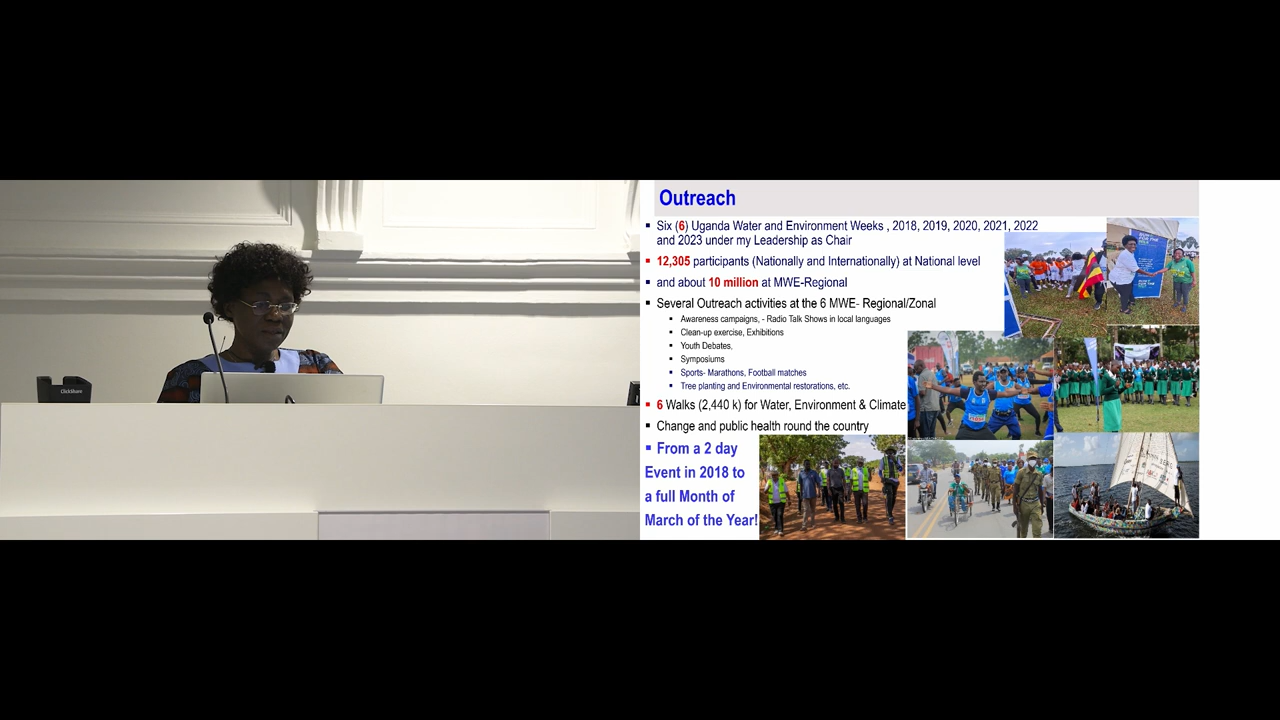 ClickShare
Outreach
Six (6) Uganda Water and Environment Weeks , 2018, 2019, 2020, 2021, 2022
and 2023 under my Leadership as Chair
12,305 participants (Nationally and Internationally) at National level
and about 10 million at MWE-Regional
Several Outreach activities at the 6 MWE- Regional/Zonal
Awareness campaigns, - Radio Talk Shows in local languages
Clean-up exercise, Exhibitions
Youth Debates,
Symposiums
Sports- Marathons, Football matches
Tree planting and Environmental restorations, etc.
6 Walks (2,440 k) for Water, Environment & Climate
Change and public health round the country
From a 2 day
Event in 2018 to
a full Month of
March of the Year!